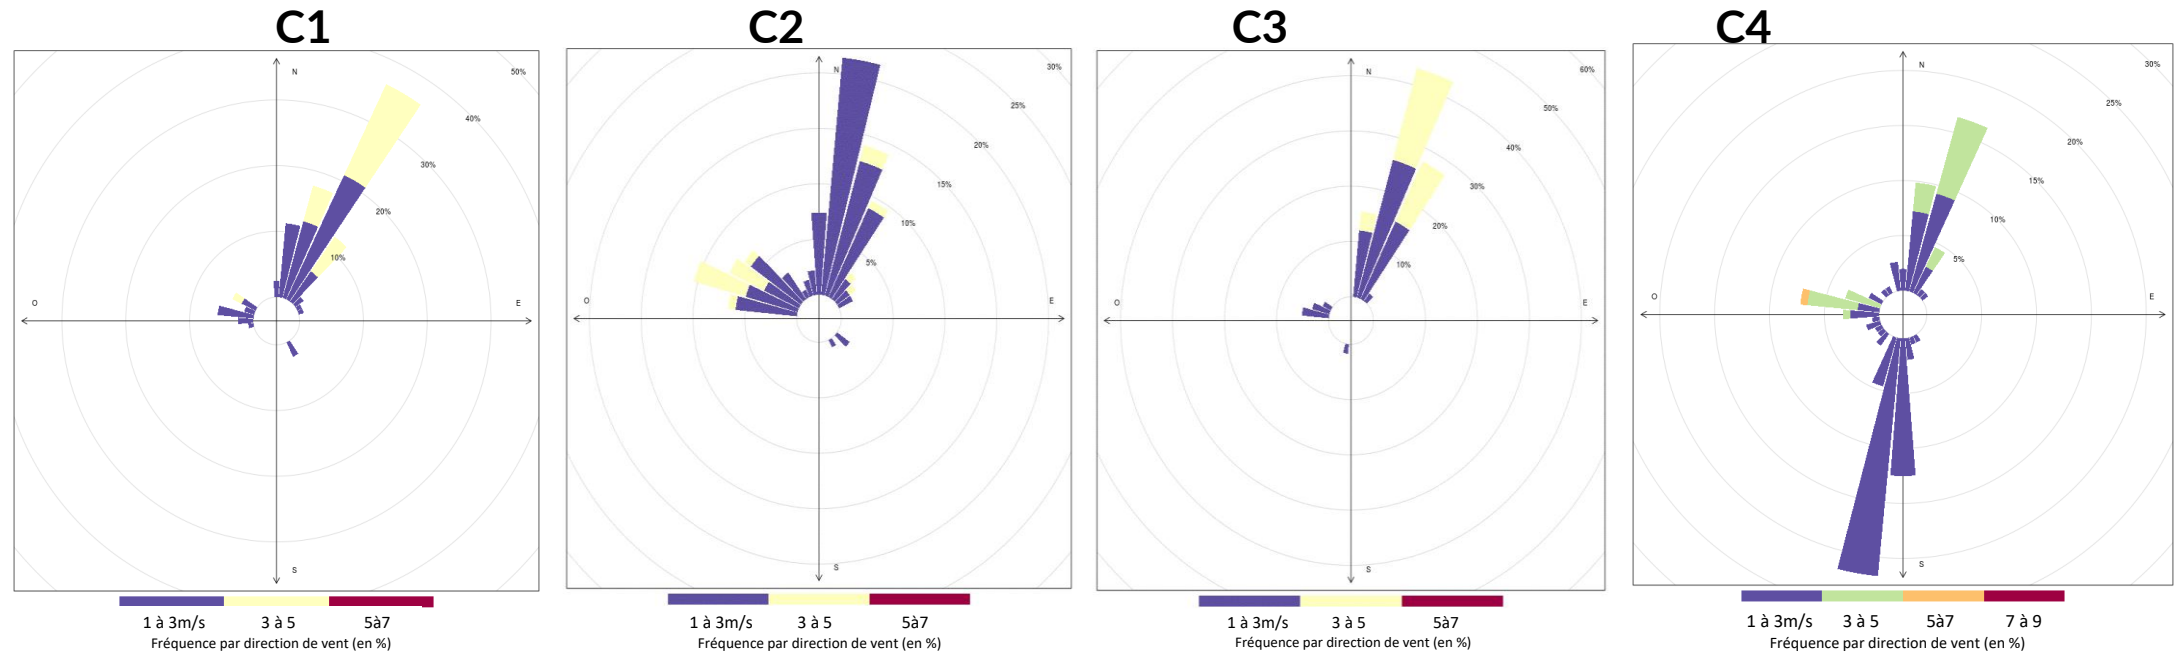 C1
N
50%
40%
30%
20%
10%
O
E
S
1 à 3m/s
3 à 5
5à7
Fréquence par direction de vent (en %)
C2
N
30%
25%
20%
15%
10%
5%
O
E
S
1 à 3m/s
3 à 5
5à7
Fréquence par direction de vent (en %)
C3
N
60%
50%
40%
30%
20%
10%
O
E
S
1 à 3m/s
3 à 5
5à7
Fréquence par direction de vent (en %)
C4
N
30%
25%
20%
15%
10%
5%
O
E
S
1 à 3m/s
3 à 5
5à7
7 à 9
Fréquence par direction de vent (en %)